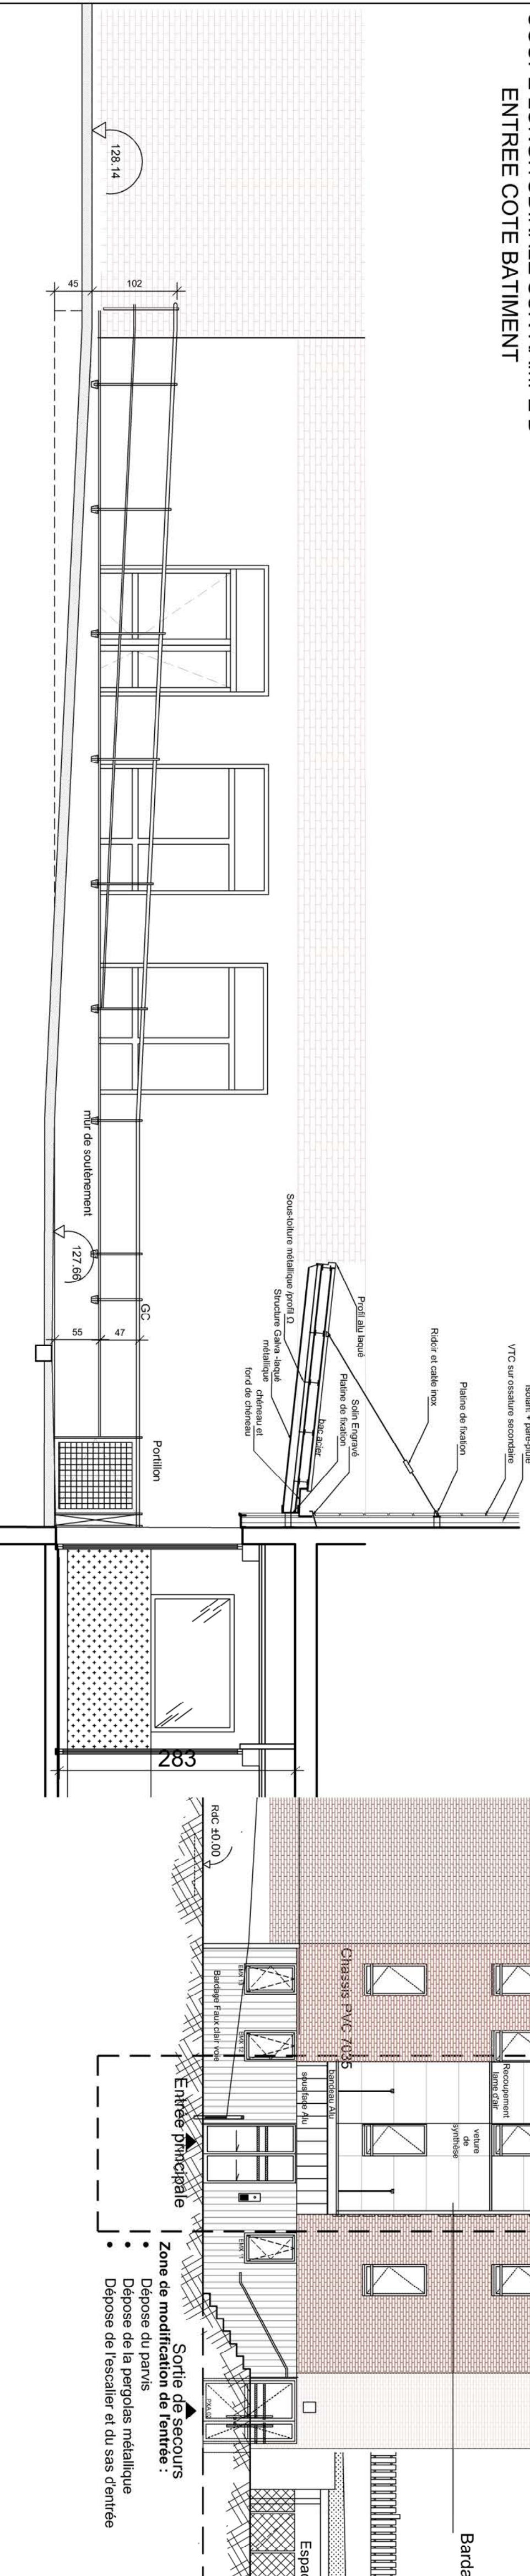 ENTREE COTE BATIMENT
128.14
45
102
mur de soutènement
127.66
GC
55
47
Portillon
Sous-toiture métallique /profil Ω
Structure Galva -laqué
métallique
chéneau et
fond de chéneau
Profil alu laqué
Solin Engravé
Platine de fixation
bac acier
Ridoir et cable inox
Platine de fixation
VTC sur ossature secondaire
isolant + pare-pluie
283
RdC ±0.00
Chassis PVC 7035
Bardage Faux clair voie
bandeau Alu
sousface Alu
Recoupement
lame d'air
veture
de
synthèse
Entrée principale
Zone de modification de l'entrée :
• Dépose du parvis
• Dépose de la pergolas métallique
• Dépose de l'escalier et du sas d'entrée
Sortie de secours
Espac
Barda